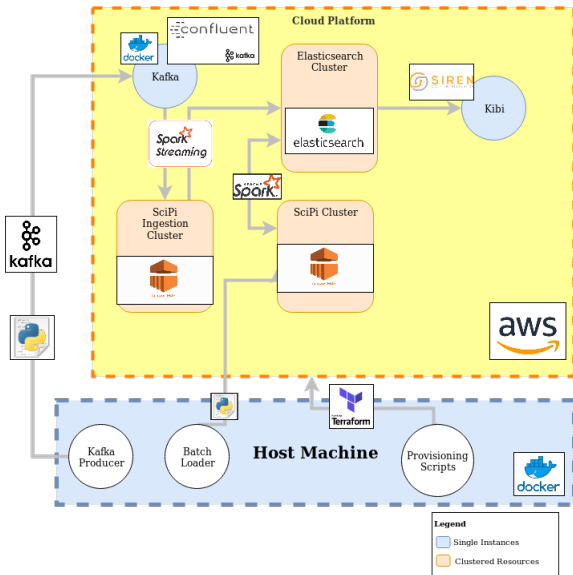 Cloud Platform
confluent
kafka
docker
Kafka
Elasticsearch
Cluster
SIREN
Kibi
Spark
Streaming
elasticsearch
Spark
SciPi
Ingestion
Cluster
SciPi Cluster
kafka
aws
Terraform
Kafka
Producer
Batch
Loader
Host Machine
Provisioning
Scripts
docker
Legend
Single Instances
Clustered Resources